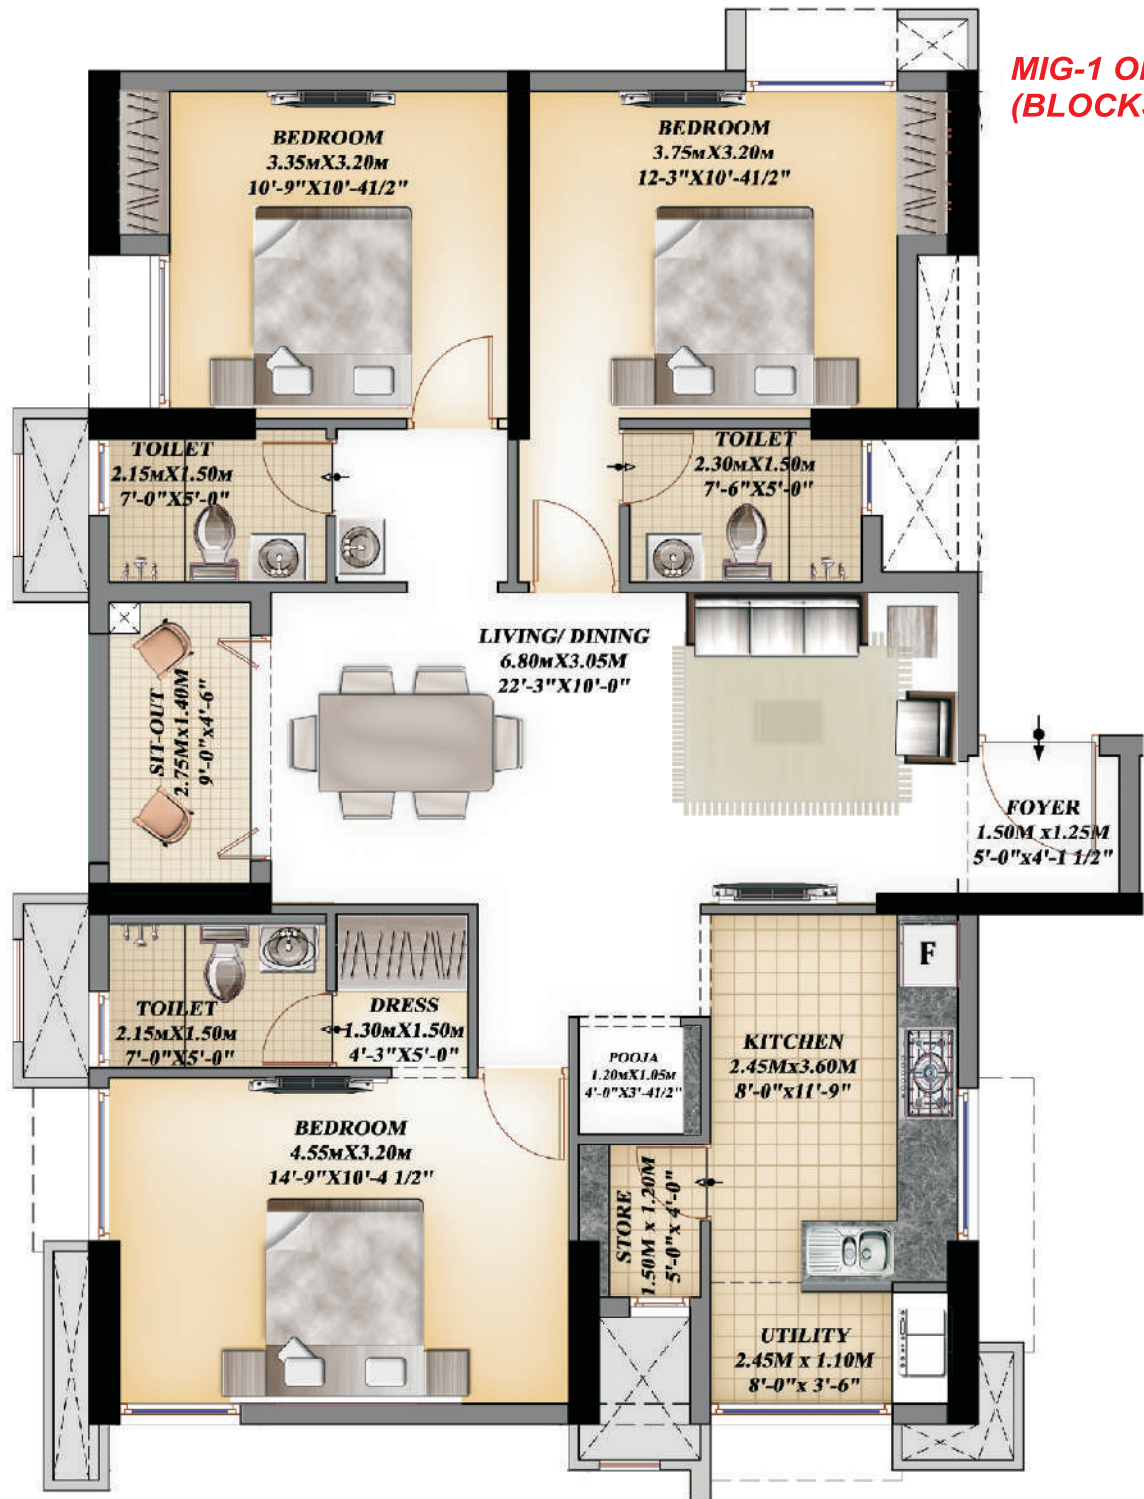 MIG-1 
(BLOCKS
BEDROOM
3.35MX3.20M
10'-9"X10'-41/2"
BEDROOM
3.75MX3.20M
12-3"X10'-41/2"
TOILET
2.15MX1.50M
7'-0"X5'-0"
TOILET
2.30MX1.50M
7'-6"X5'-0"
LIVING/ DINING
6.80MX3.05M
22'-3"X10'-0"
SIT-OUT
2.75Mx1.40M
9'-0"x4'-6"
FOYER
1.50M x1.25M
5'-0"x4'-1 1/2"
TOILET
2.15MX1.50M
7'-0"X5'-0"
DRESS
1.30MX1.50M
4'-3"X5'-0"
F
KITCHEN
2.45Mx3.60M
8'-0"x11'-9"
POOJA
1.20MX1.05M
4'-0"X3'-41/2"
BEDROOM
4.55MX3.20M
14'-9"X10'-4 1/2"
STORE
1.50M x 1.20M
5'-0"x 4'-0"
UTILITY
2.45M x 1.10M
8'-0"x 3'-6"